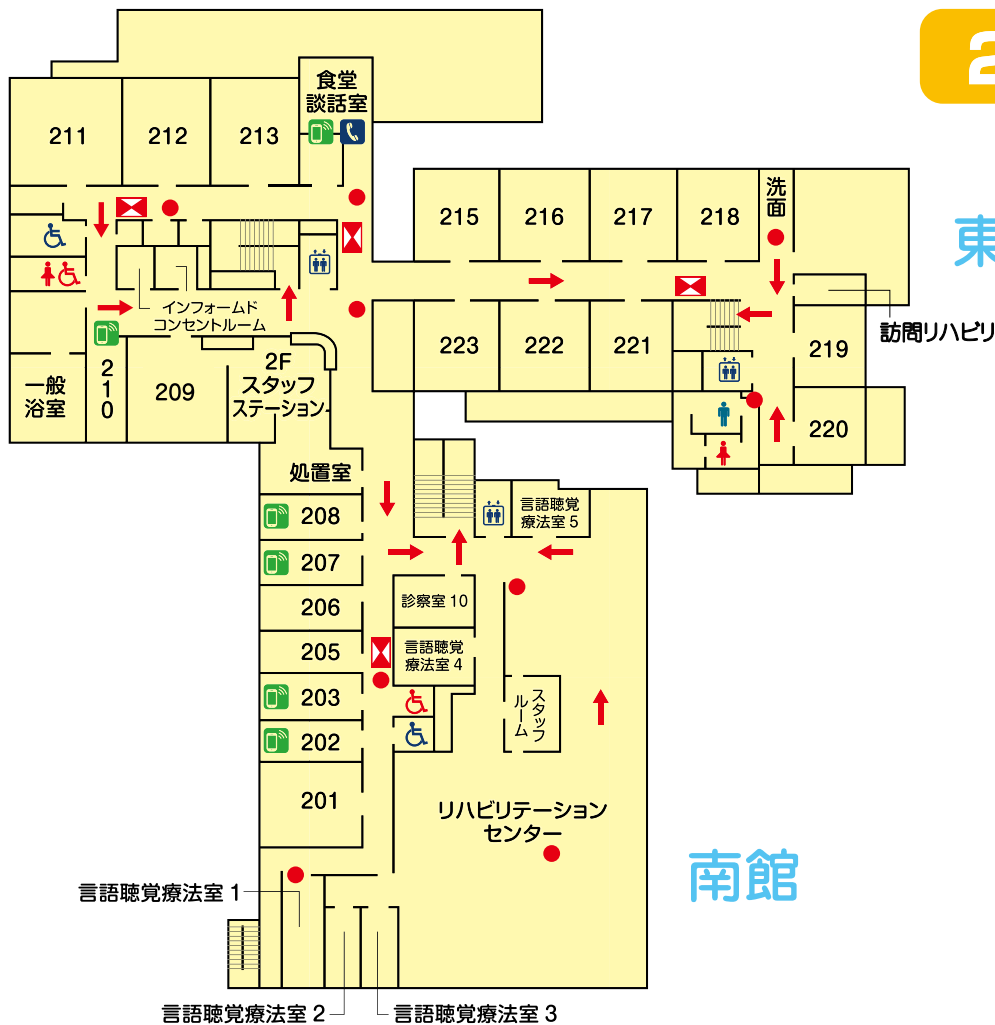 2
食堂
談話室
211
212
213
215
216
217
218
洗面
東
インフォームド
コンセントルーム
訪問リハビリ
223
222
221
219
220
一般
浴室
210
209
2F
スタッフ
ステーション
処置室
208
207
206
205
203
202
201
言語聴覚
療法室 5
診察室 10
言語聴覚
療法室 4
スタッフ
ルーム
リハビリテーション
センター
南館
言語聴覚療法室 1
言語聴覚療法室 2
言語聴覚療法室 3